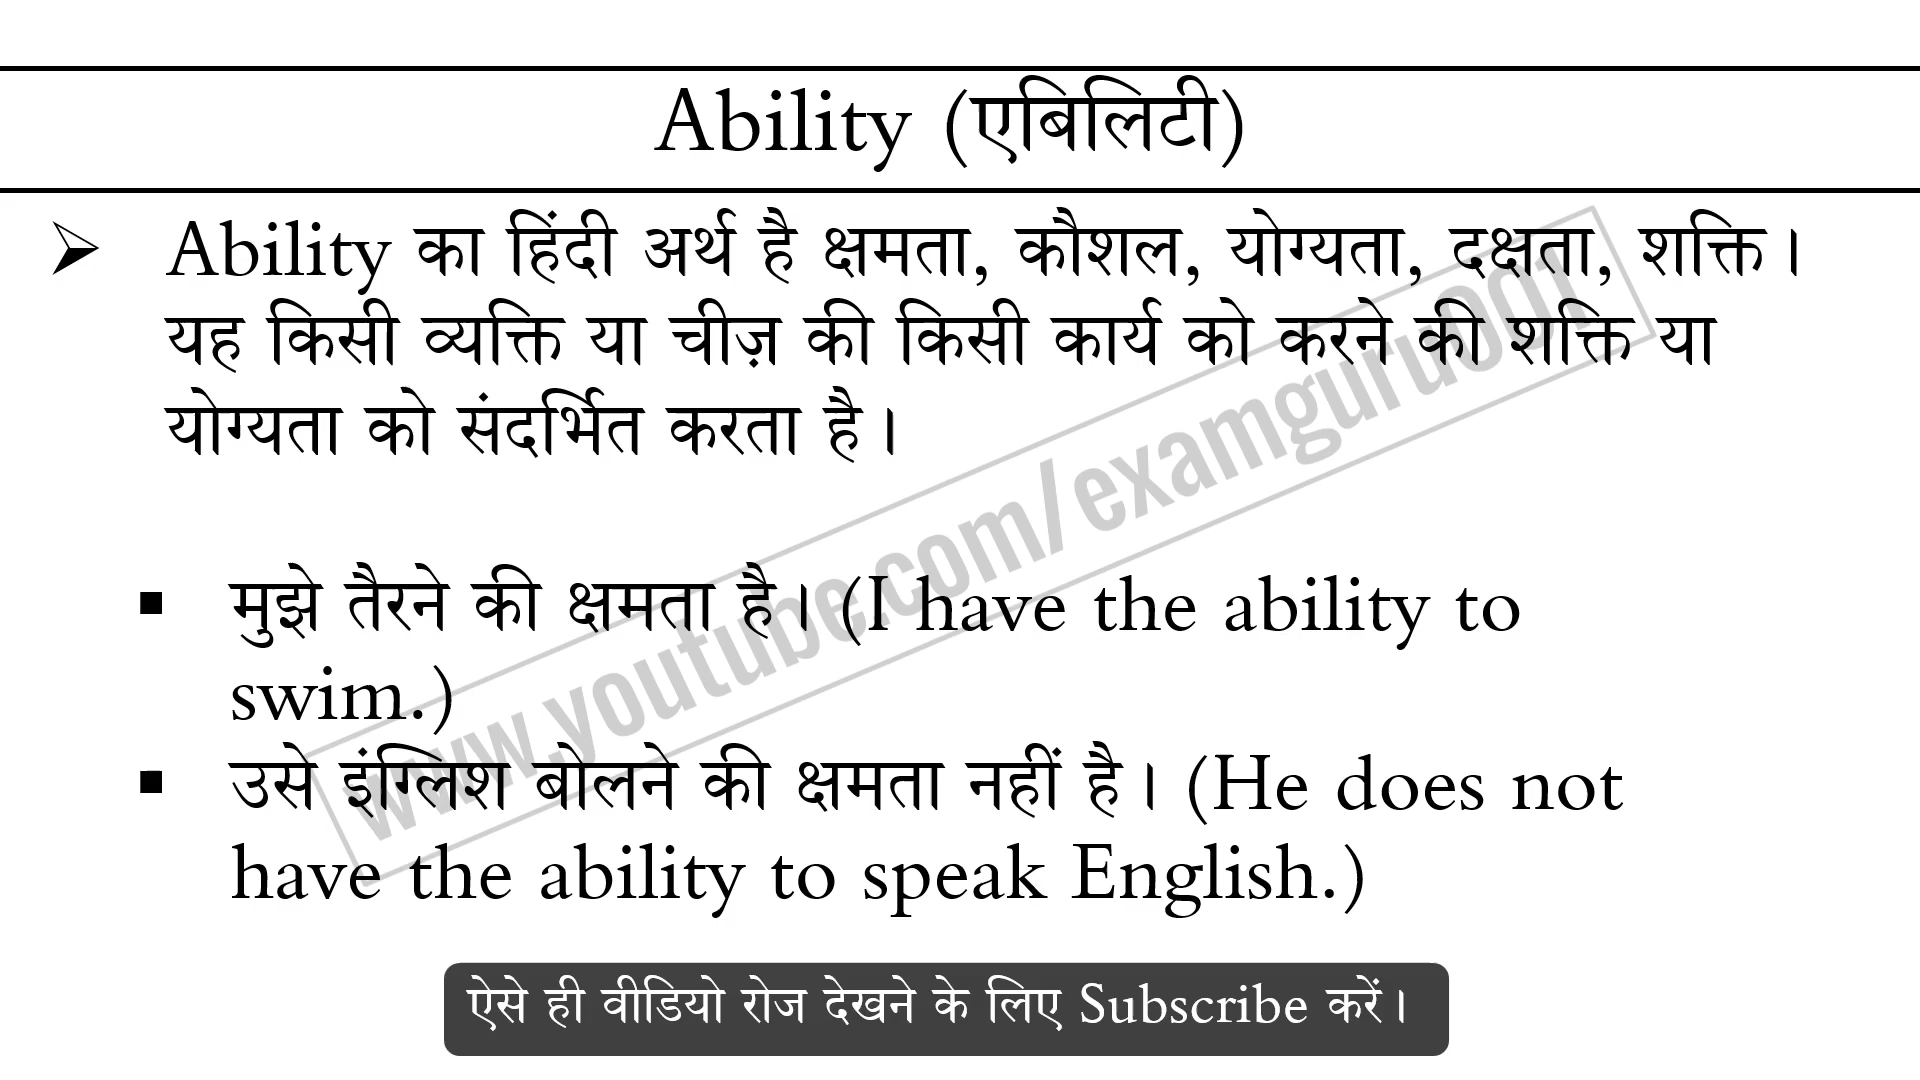 Ability (एबिलिटी)
➢ Ability का हिंदी अर्थ है क्षमता, कौशल, योग्यता, दक्षता, शक्ति।
यह किसी व्यक्ति या चीज़ की किसी कार्य को करने की शक्ति या
योग्यता को संदर्भित करता है।
▪ मुझे तैरने की क्षमता है। (I have the ability to
swim.)
▪ उसे इंग्लिश बोलने की क्षमता नहीं है। (He does not
have the ability to speak English.)
www.youtube.com/examguru001
ऐसे ही वीडियो रोज देखने के लिए Subscribe करें।